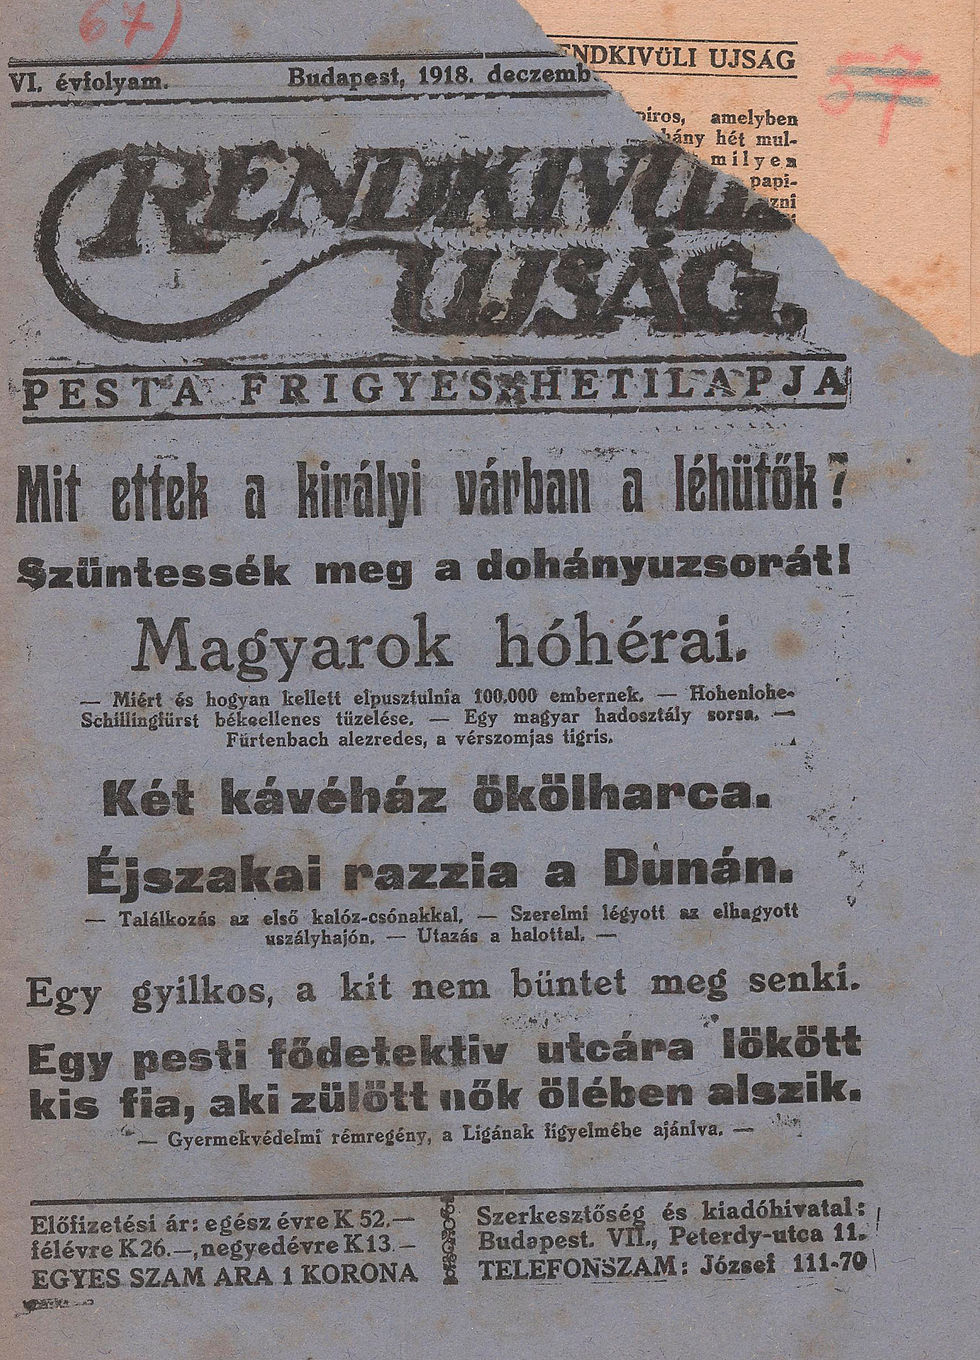 67)
RENDKIVÜLI UJSÁG
VI. évfolyam.
Budapest, 1918. decemb
piros, amelyben
hány hét mul-
milyen
papi-
zni
RENDKIVÜLI
UJSÁG.
PESTA FRIGYES HETILAPJA
Mit ettek a királyi várban a léhütők?
Szüntessék meg a dohányuzsorát!
Magyarok hóhérai.
— Miért és hogyan kellett elpusztulnia 100.000 embernek. — Hohenlohe-
Schillingfürst békeellenes tüzelése. — Egy magyar hadosztály sorsa. —
Fürtenbach alezredes, a vérszomjas tigris.
Két kávéház ökölharca.
Éjszakai razzia a Dunán.
— Találkozás az első kalóz-csónakkal. — Szerelmi légyott az elhagyott
uszályhajón. — Utazás a halottal. —
Egy gyilkos, a kit nem büntet meg senki.
Egy pesti fődetektiv utcára lökött
kis fia, aki züllött nők ölében alszik.
— Gyermekvédelmi rémregény, a Ligának figyelmébe ajánlva. —
Előfizetési ár: egész évre K 52.—
félévre K 26.—, negyedévre K 13.—
EGYES SZAM ARA 1 KORONA
Szerkesztőség és kiadóhivatal:
Budapest. VII., Peterdy-utca 11.
TELEFONSZAM: József 111-70